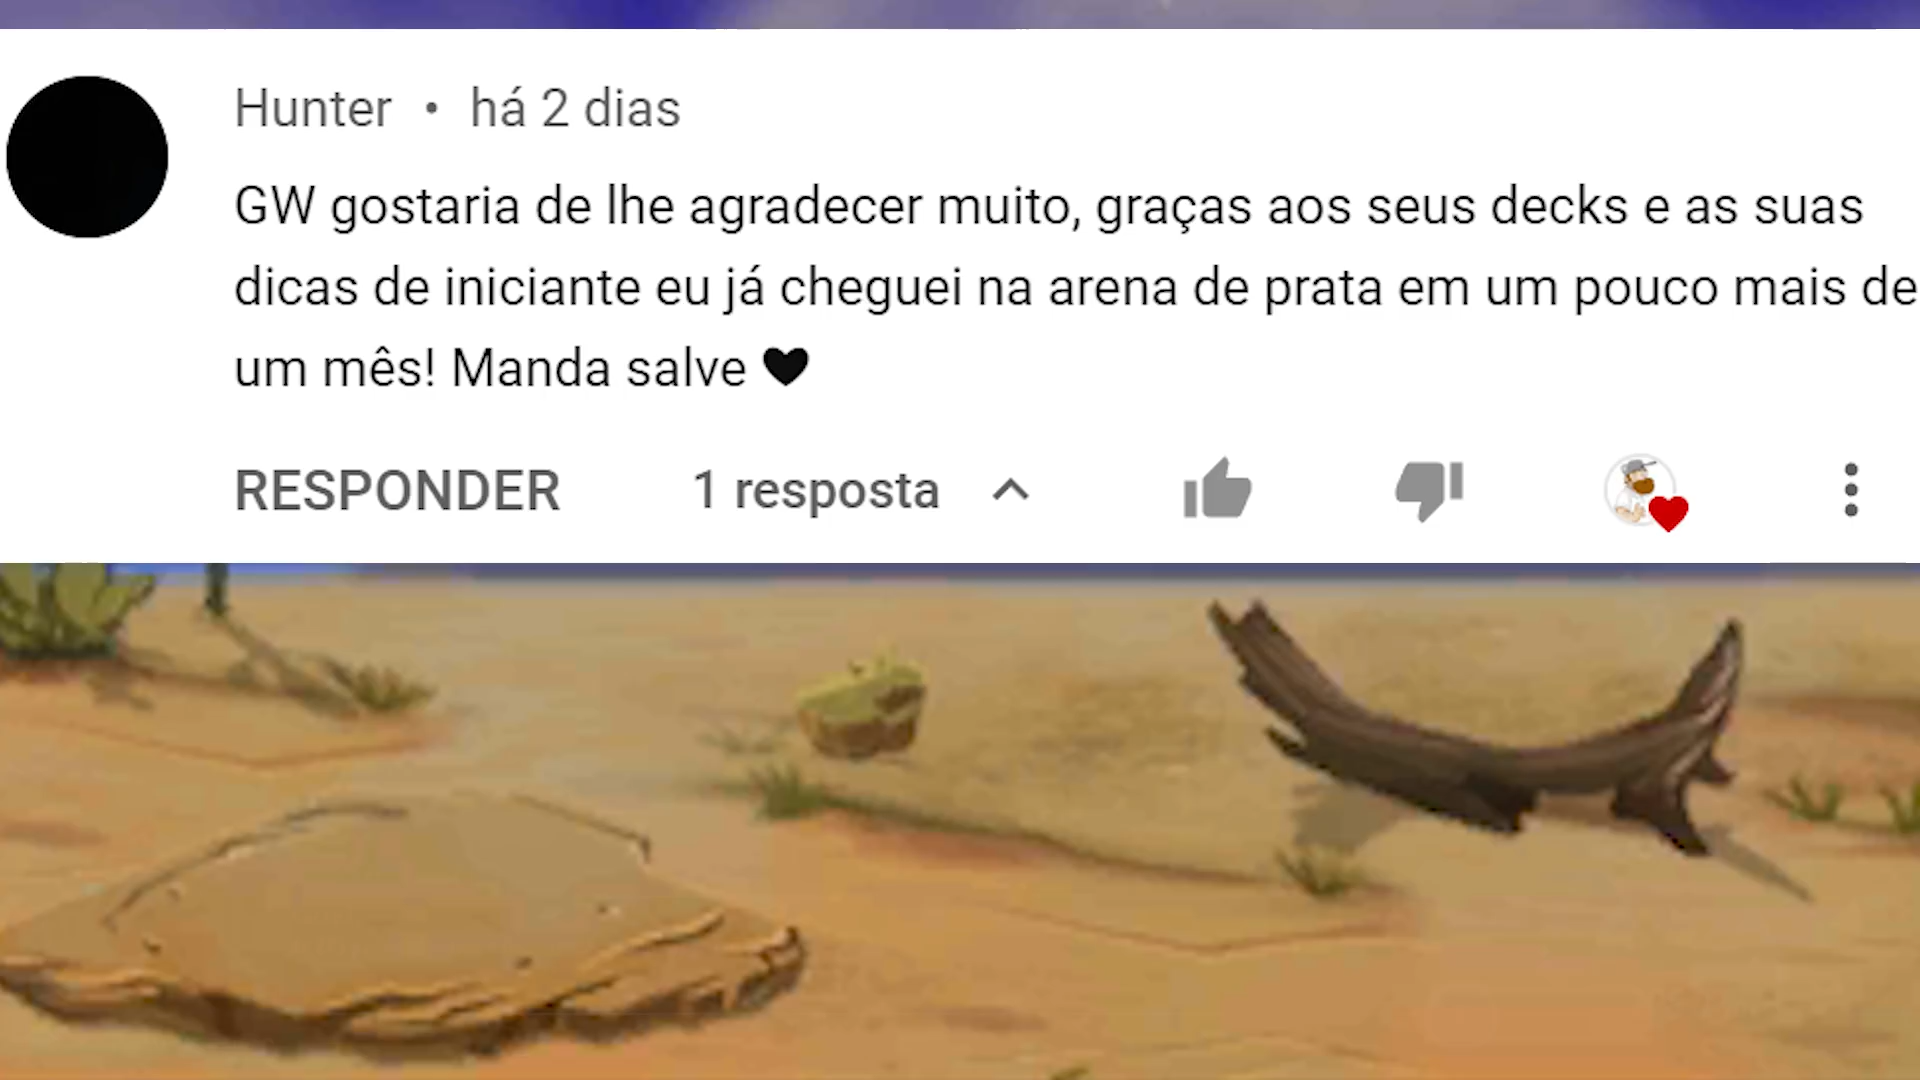 Hunter • há 2 dias
GW gostaria de lhe agradecer muito, graças aos seus decks e as suas
dicas de iniciante eu já cheguei na arena de prata em um pouco mais de
um mês! Manda salve 🖤
RESPONDER 1 resposta